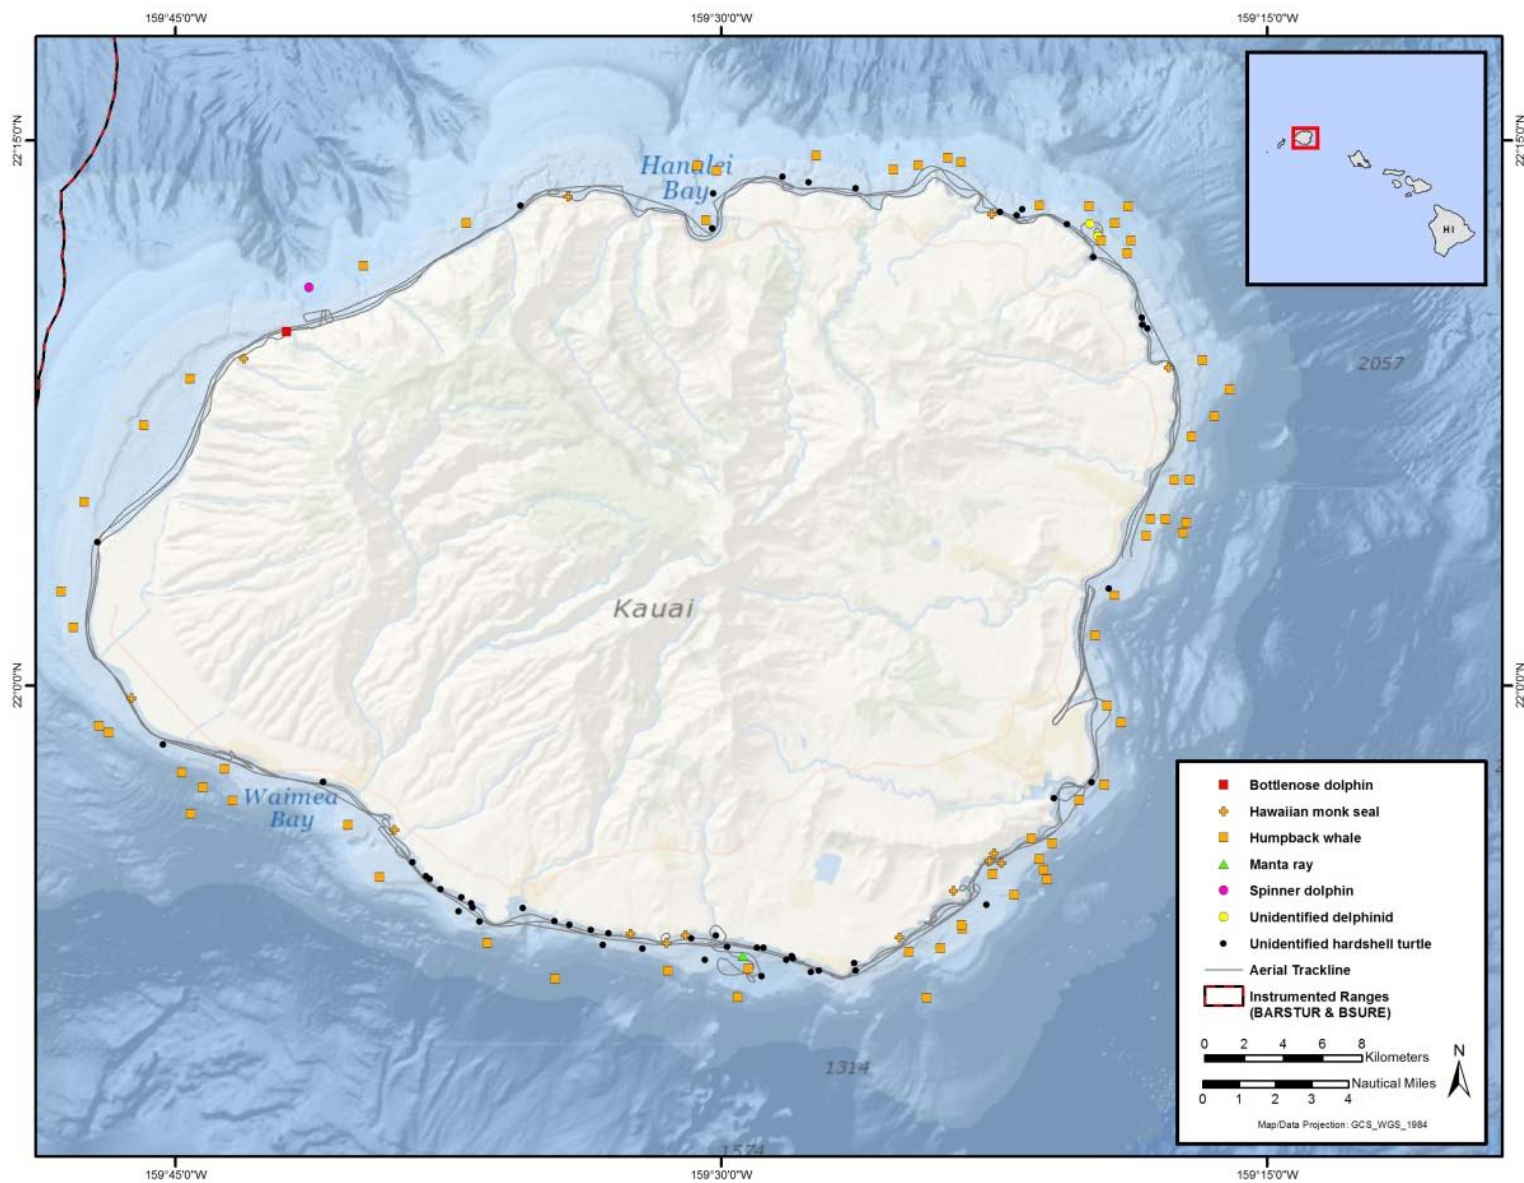 159°45'0"W
159°30'0"W
159°15'0"W
22°15'0"N
22°15'0"N
Hanalei
Bay
HI
2057
Kauai
22°0'0"N
22°0'0"N
Waimea
Bay
Bottlenose dolphin
Hawaiian monk seal
Humpback whale
Manta ray
Spinner dolphin
Unidentified delphinid
Unidentified hardshell turtle
Aerial Trackline
Instrumented Ranges
(BARSTUR & BSURE)
0 2 4 6 8
Kilometers
N
Nautical Miles
0 1 2 3 4
Map/Data Projection: GCS_WGS_1984
1314
1574
159°45'0"W
159°30'0"W
159°15'0"W